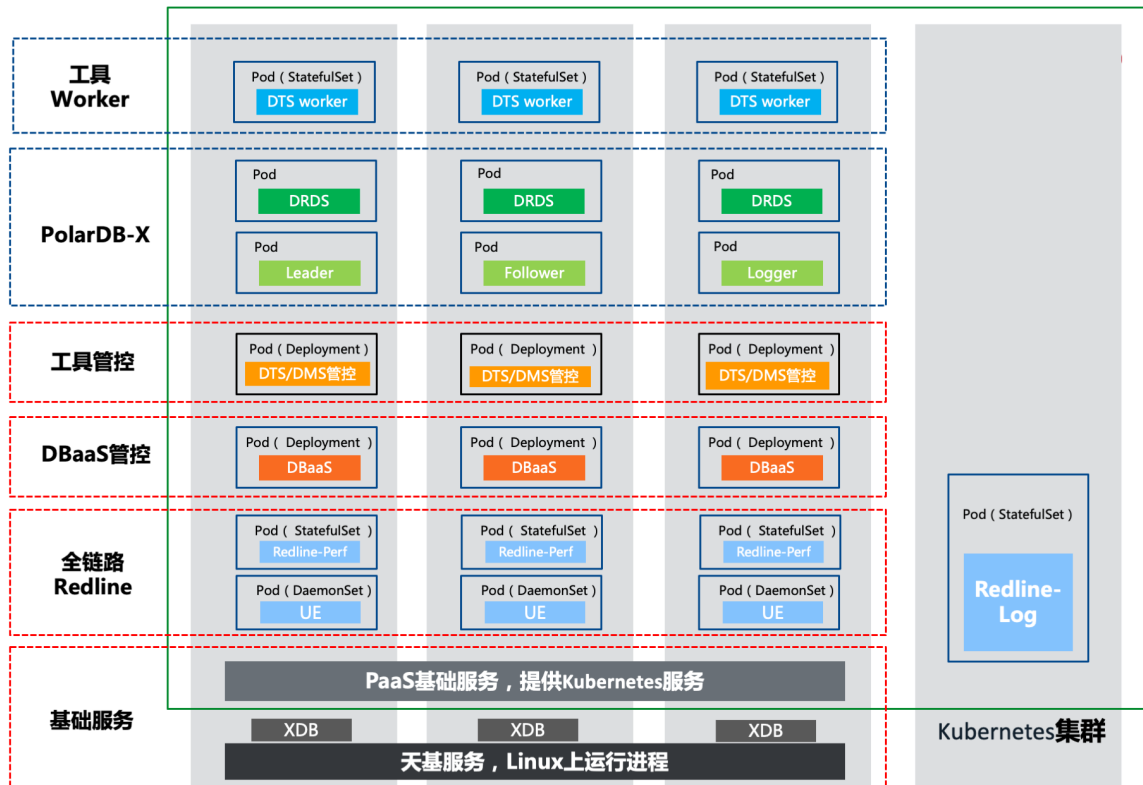 工具
Worker
Pod（StatefulSet）
DTS worker
Pod（StatefulSet）
DTS worker
Pod（StatefulSet）
DTS worker
PolarDB-X
Pod
DRDS
Pod
DRDS
Pod
DRDS
Pod
Leader
Pod
Follower
Pod
Logger
工具管控
Pod（Deployment）
DTS/DMS管控
Pod（ Deployment ）
DTS/DMS管控
Pod（ Deployment ）
DTS/DMS管控
DBaaS管控
Pod（ Deployment ）
DBaaS
Pod（ Deployment ）
DBaaS
Pod（ Deployment ）
DBaaS
全链路
Redline
Pod（ StatefulSet）
Redline-Perf
Pod（ StatefulSet）
Redline-Perf
Pod（ StatefulSet）
Redline-Perf
Pod（DaemonSet）
UE
Pod（DaemonSet）
UE
Pod（DaemonSet）
UE
Pod（StatefulSet）
Redline-
Log
基础服务
PaaS基础服务，提供Kubernetes服务
XDB
XDB
XDB
天基服务，Linux上运行进程
Kubernetes集群